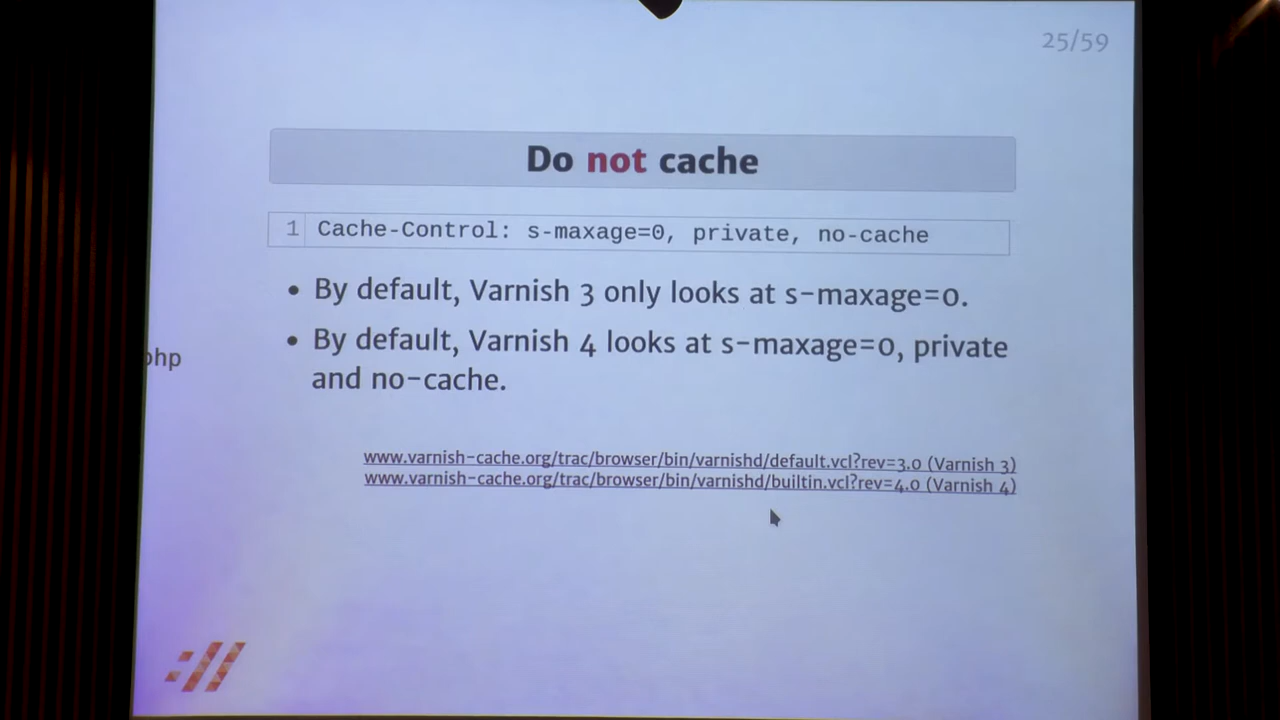 25/59
Do not cache
1 Cache-Control: s-maxage=0, private, no-cache
• By default, Varnish 3 only looks at s-maxage=0.
• By default, Varnish 4 looks at s-maxage=0, private
and no-cache.
php
www.varnish-cache.org/trac/browser/bin/varnishd/default.vcl?rev=3.0 (Varnish 3)
www.varnish-cache.org/trac/browser/bin/varnishd/builtin.vcl?rev=4.0 (Varnish 4)
://